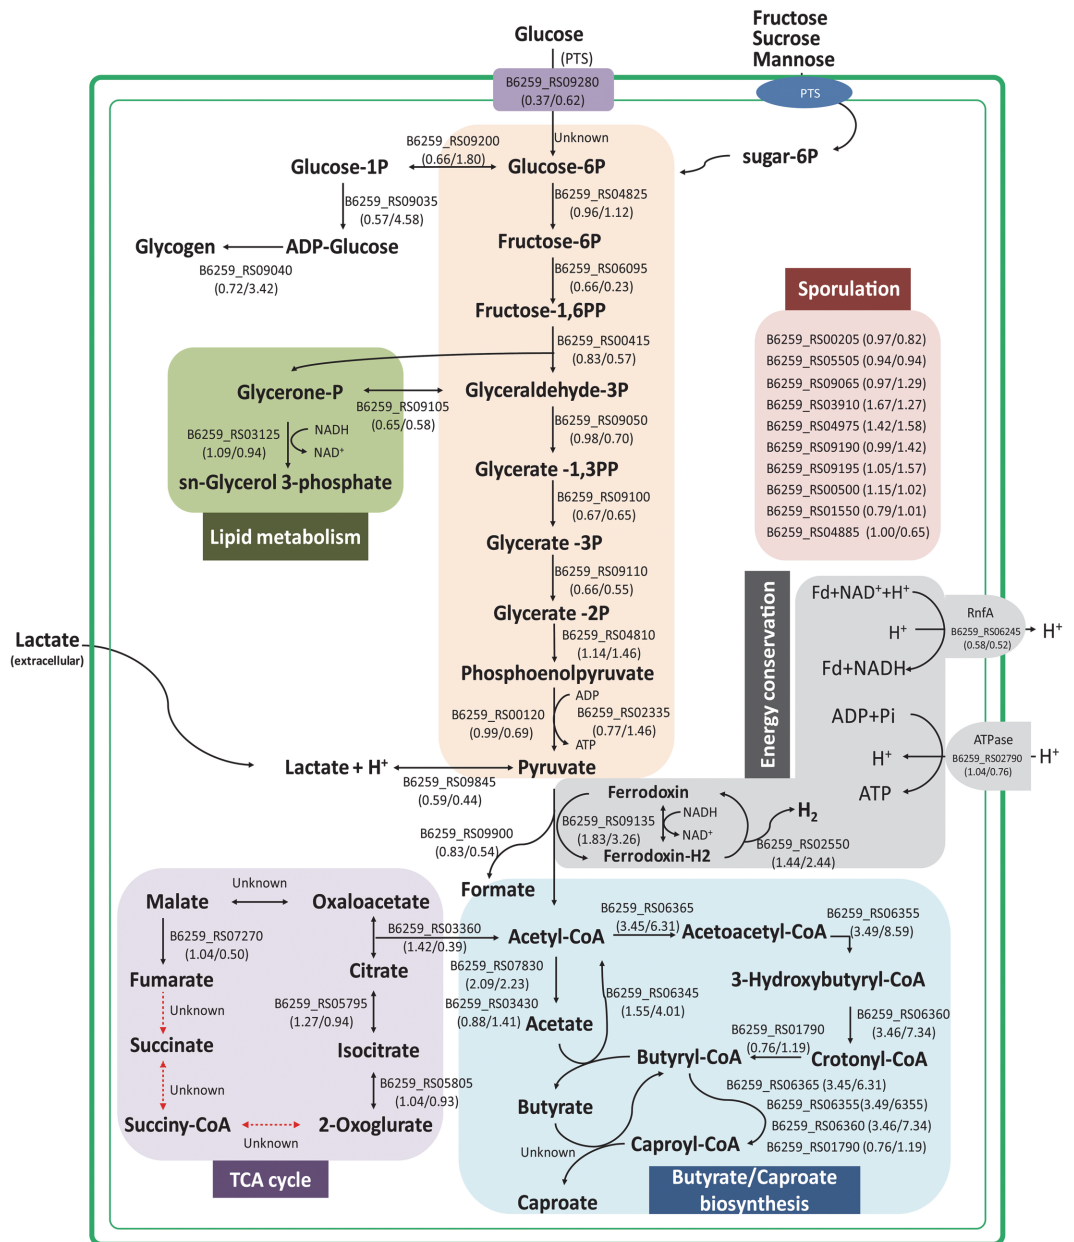 Glucose
(PTS)
Fructose
Sucrose
Mannose
B6259_RS09280
(0.37/0.62)
PTS
Unknown
B6259_RS09200
(0.66/1.80)
Glucose-1P
Glucose-6P
sugar-6P
B6259_RS09035
(0.57/4.58)
B6259_RS04825
(0.96/1.12)
Glycogen
ADP-Glucose
Fructose-6P
B6259_RS09040
(0.72/3.42)
B6259_RS06095
(0.66/0.23)
Fructose-1,6PP
B6259_RS00415
(0.83/0.57)
Glycerone-P
Glyceraldehyde-3P
B6259_RS09105
(0.65/0.58)
B6259_RS03125
(1.09/0.94)
NADH
NAD+
sn-Glycerol 3-phosphate
Lipid metabolism
B6259_RS09050
(0.98/0.70)
Glycerate -1,3PP
B6259_RS09100
(0.67/0.65)
Glycerate -3P
B6259_RS09110
(0.66/0.55)
Glycerate -2P
B6259_RS04810
(1.14/1.46)
Phosphoenolpyruvate
ADP
B6259_RS00120
(0.99/0.69)
B6259_RS02335
(0.77/1.46)
ATP
Pyruvate
Sporulation
B6259_RS00205 (0.97/0.82)
B6259_RS05505 (0.94/0.94)
B6259_RS09065 (0.97/1.29)
B6259_RS03910 (1.67/1.27)
B6259_RS04975 (1.42/1.58)
B6259_RS09190 (0.99/1.42)
B6259_RS09195 (1.05/1.57)
B6259_RS00500 (1.15/1.02)
B6259_RS01550 (0.79/1.01)
B6259_RS04885 (1.00/0.65)
Lactate
(extracellular)
Lactate + H+
B6259_RS09845
(0.59/0.44)
Energy conservation
Fd+NAD++H+
H+
Fd+NADH
RnfA
B6259_RS06245
(0.58/0.52)
H+
ADP+Pi
H+
ATP
ATPase
B6259_RS02790
(1.04/0.76)
H+
Ferrodoxin
B6259_RS09135
(1.83/3.26)
NADH
NAD+
Ferrodoxin-H2
H2
B6259_RS02550
(1.44/2.44)
B6259_RS09900
(0.83/0.54)
Formate
Unknown
Malate
Oxaloacetate
B6259_RS07270
(1.04/0.50)
B6259_RS03360
(1.42/0.39)
Fumarate
Citrate
Unknown
B6259_RS05795
(1.27/0.94)
Succinate
Isocitrate
Unknown
B6259_RS05805
(1.04/0.93)
Succiny-CoA
2-Oxoglurate
Unknown
TCA cycle
Acetyl-CoA
B6259_RS06365
(3.45/6.31)
Acetoacetyl-CoA
B6259_RS06355
(3.49/8.59)
B6259_RS07830
(2.09/2.23)
B6259_RS03430
(0.88/1.41)
Acetate
B6259_RS06345
(1.55/4.01)
3-Hydroxybutyryl-CoA
B6259_RS06360
(3.46/7.34)
B6259_RS01790
(0.76/1.19)
Butyryl-CoA
Crotonyl-CoA
B6259_RS06365 (3.45/6.31)
B6259_RS06355(3.49/6355)
B6259_RS06360 (3.46/7.34)
B6259_RS01790 (0.76/1.19)
Butyrate
Unknown
Caproyl-CoA
Caproate
Butyrate/Caproate
biosynthesis